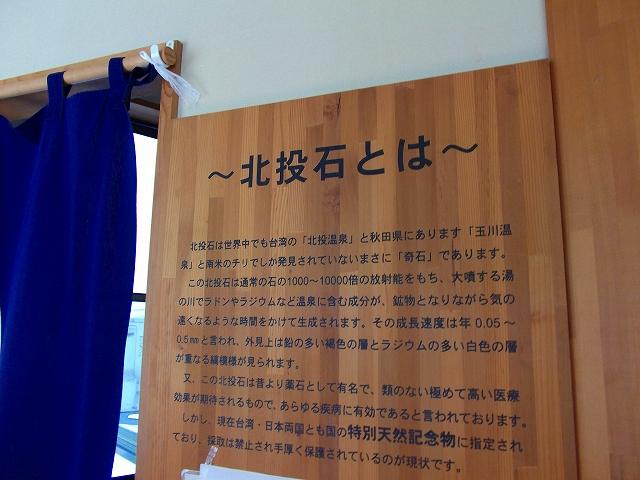 ～北投石とは～
北投石は世界中でも台湾の「北投温泉」と秋田県にあります「玉川温
泉」と南米のチリでしか発見されていないまさに「奇石」であります。
この北投石は通常の石の1000～10000倍の放射能をもち、大噴する湯
の川でラドンやラジウムなど温泉に含む成分が、鉱物となりながら気の
遠くなるような時間をかけて生成されます。その成長速度は年0.05～
0.5㎜と言われ、外見上は鉛の多い褐色の層とラジウムの多い白色の層
が重なる縞模様が見られます。
又、この北投石は昔より薬石として有名で、類のない極めて高い医療
効果が期待されるもので、あらゆる疾病に有効であると言われております。
しかし、現在台湾・日本両国とも国の特別天然記念物に指定され
ており、採取は禁止され手厚く保護されているのが現状です。